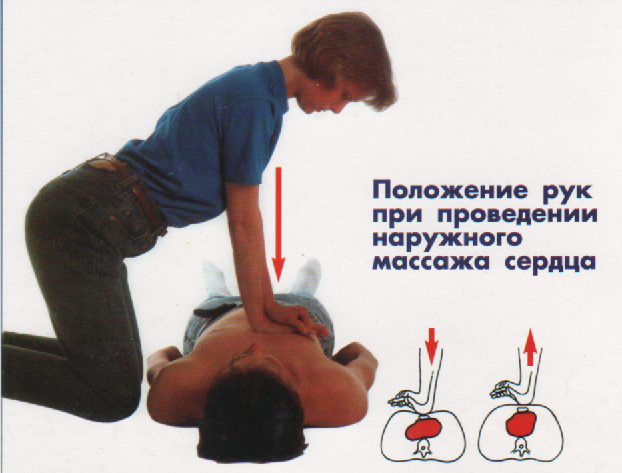 Положение рук
при проведении
наружного
массажа сердца